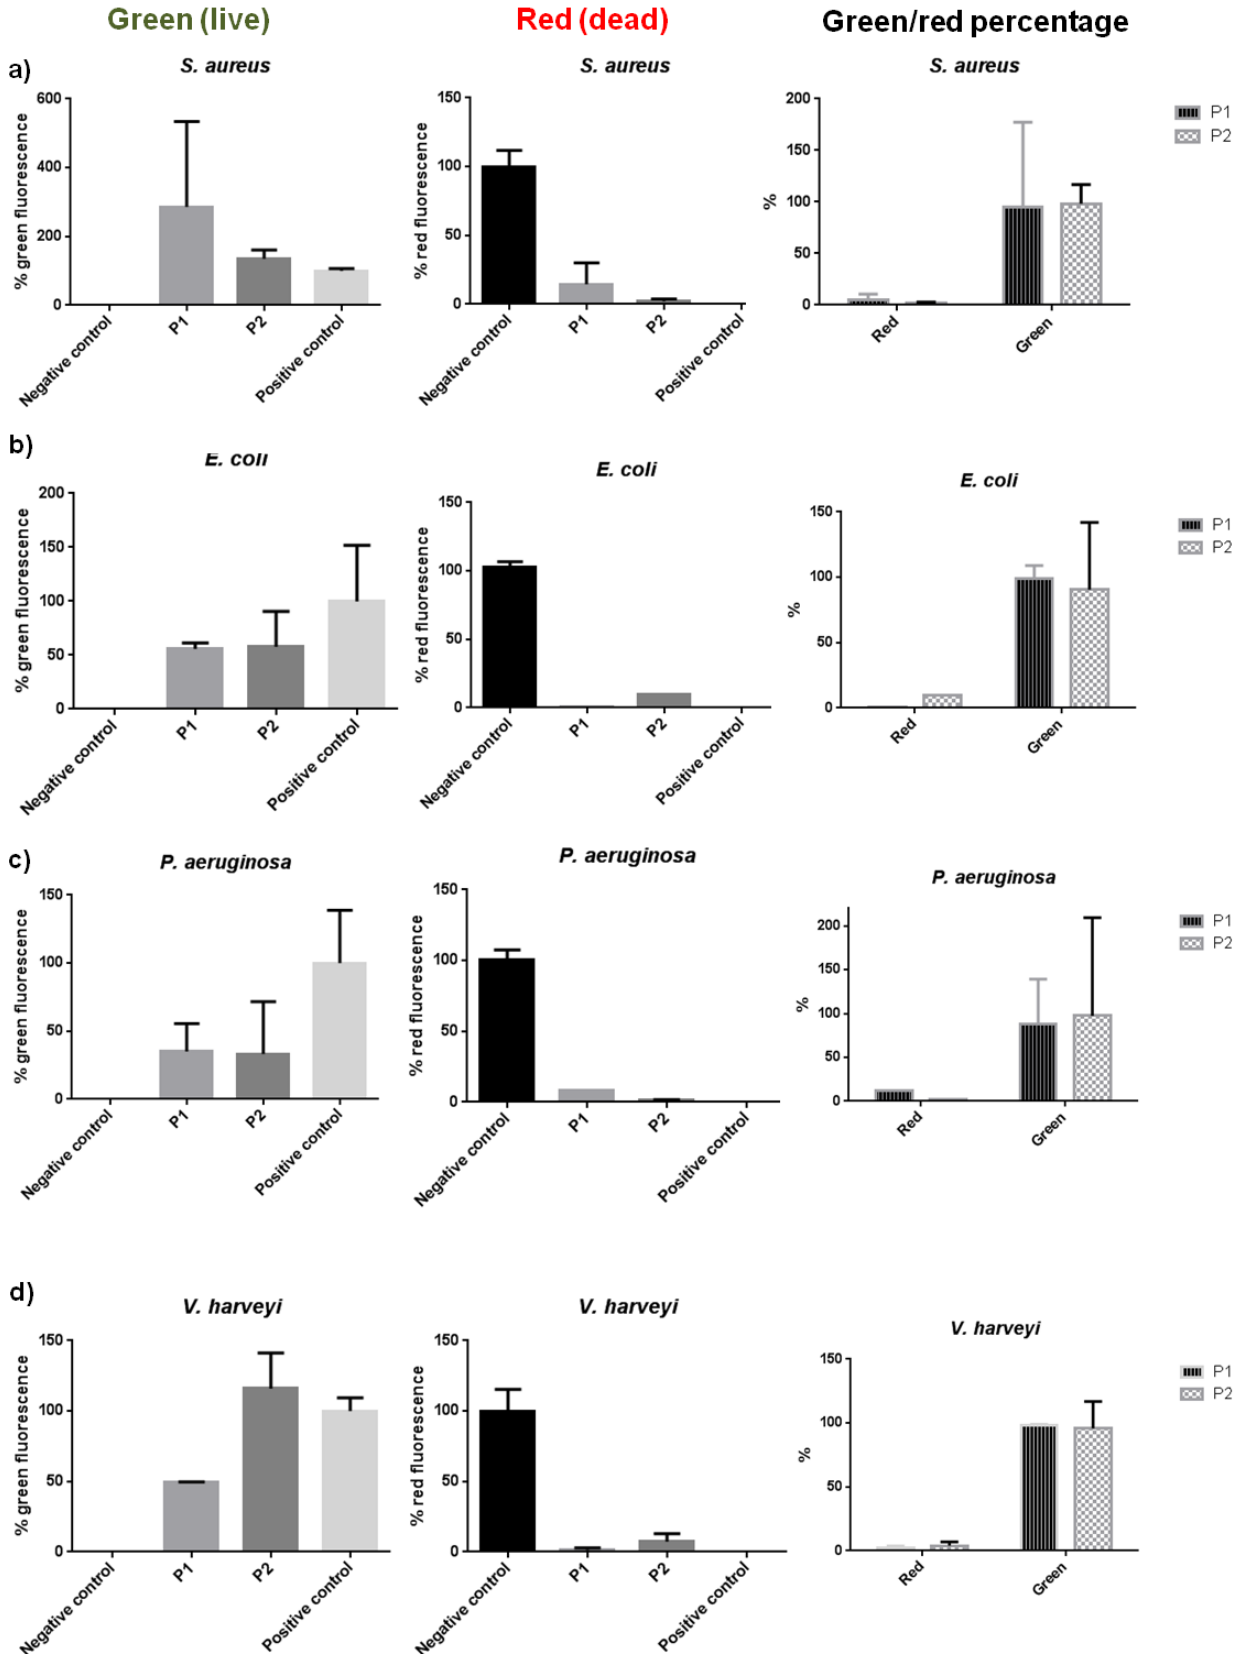 Green (live) Red (dead) Green/red percentage
a)
S. aureus
% green fluorescence
600
400
200
0
Negative control
P1
P2
Positive control
S. aureus
% red fluorescence
150
100
50
0
Negative control
P1
P2
Positive control
S. aureus
%
200
150
100
50
0
Red
Green
P1
P2
b)
E. coli
% green fluorescence
200
150
100
50
0
Negative control
P1
P2
Positive control
E. coli
% red fluorescence
150
100
50
0
Negative control
P1
P2
Positive control
E. coli
%
150
100
50
0
Red
Green
P1
P2
c)
P. aeruginosa
% green fluorescence
150
100
50
0
Negative control
P1
P2
Positive control
P. aeruginosa
% red fluorescence
150
100
50
0
Negative control
P1
P2
Positive control
P. aeruginosa
%
200
150
100
50
0
Red
Green
P1
P2
d)
V. harveyi
% green fluorescence
150
100
50
0
Negative control
P1
P2
Positive control
V. harveyi
% red fluorescence
150
100
50
0
Negative control
P1
P2
Positive control
V. harveyi
%
150
100
50
0
Red
Green
P1
P2